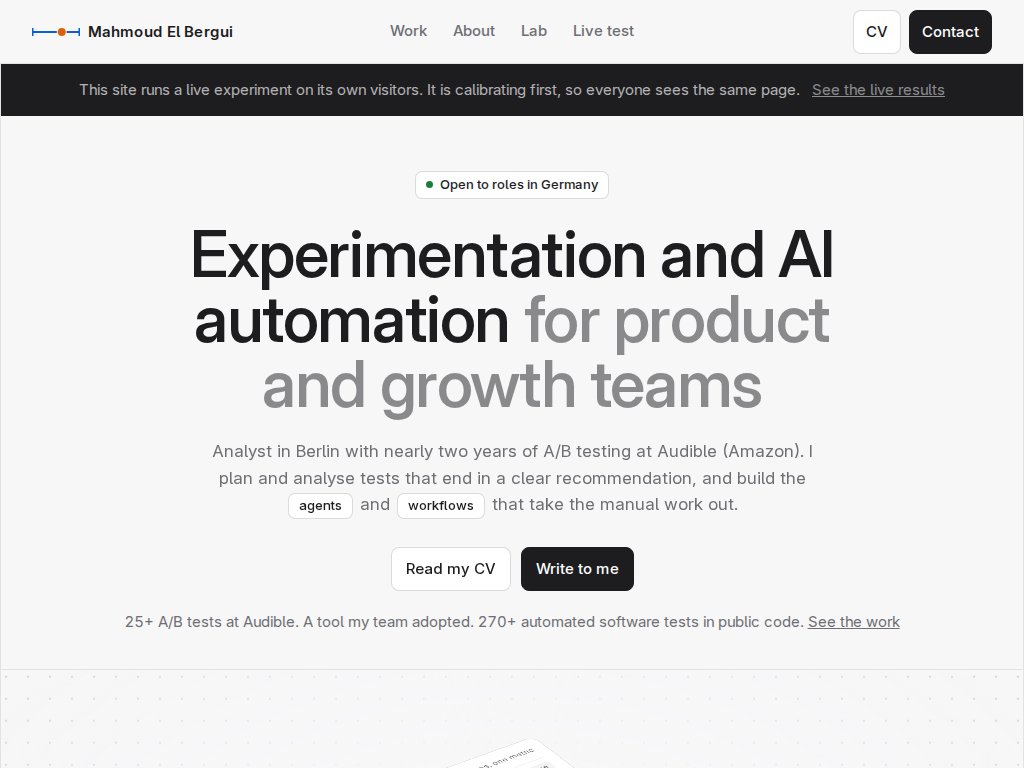 Mahmoud El Bergui
Work About Lab Live test
CV Contact
This site runs a live experiment on its own visitors. It is calibrating first, so everyone sees the same page. See the live results
Open to roles in Germany
Experimentation and AI
automation for product
and growth teams
Analyst in Berlin with nearly two years of A/B testing at Audible (Amazon). I
plan and analyse tests that end in a clear recommendation, and build the
agents and workflows that take the manual work out.
Read my CV Write to me
25+ A/B tests at Audible. A tool my team adopted. 270+ automated software tests in public code. See the work
one metric